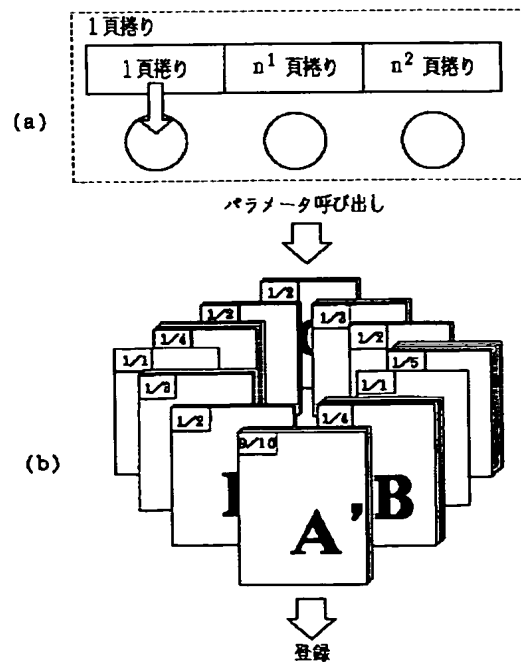 1頁捲り
1頁捲り n¹ 頁捲り n² 頁捲り
(a)
パラメータ呼び出し
1/2
1/2 1/3
1/4 1/2
1/1 1/5
1/3 1/1
1/2 1/4
9/10
(b)
A' B
登録